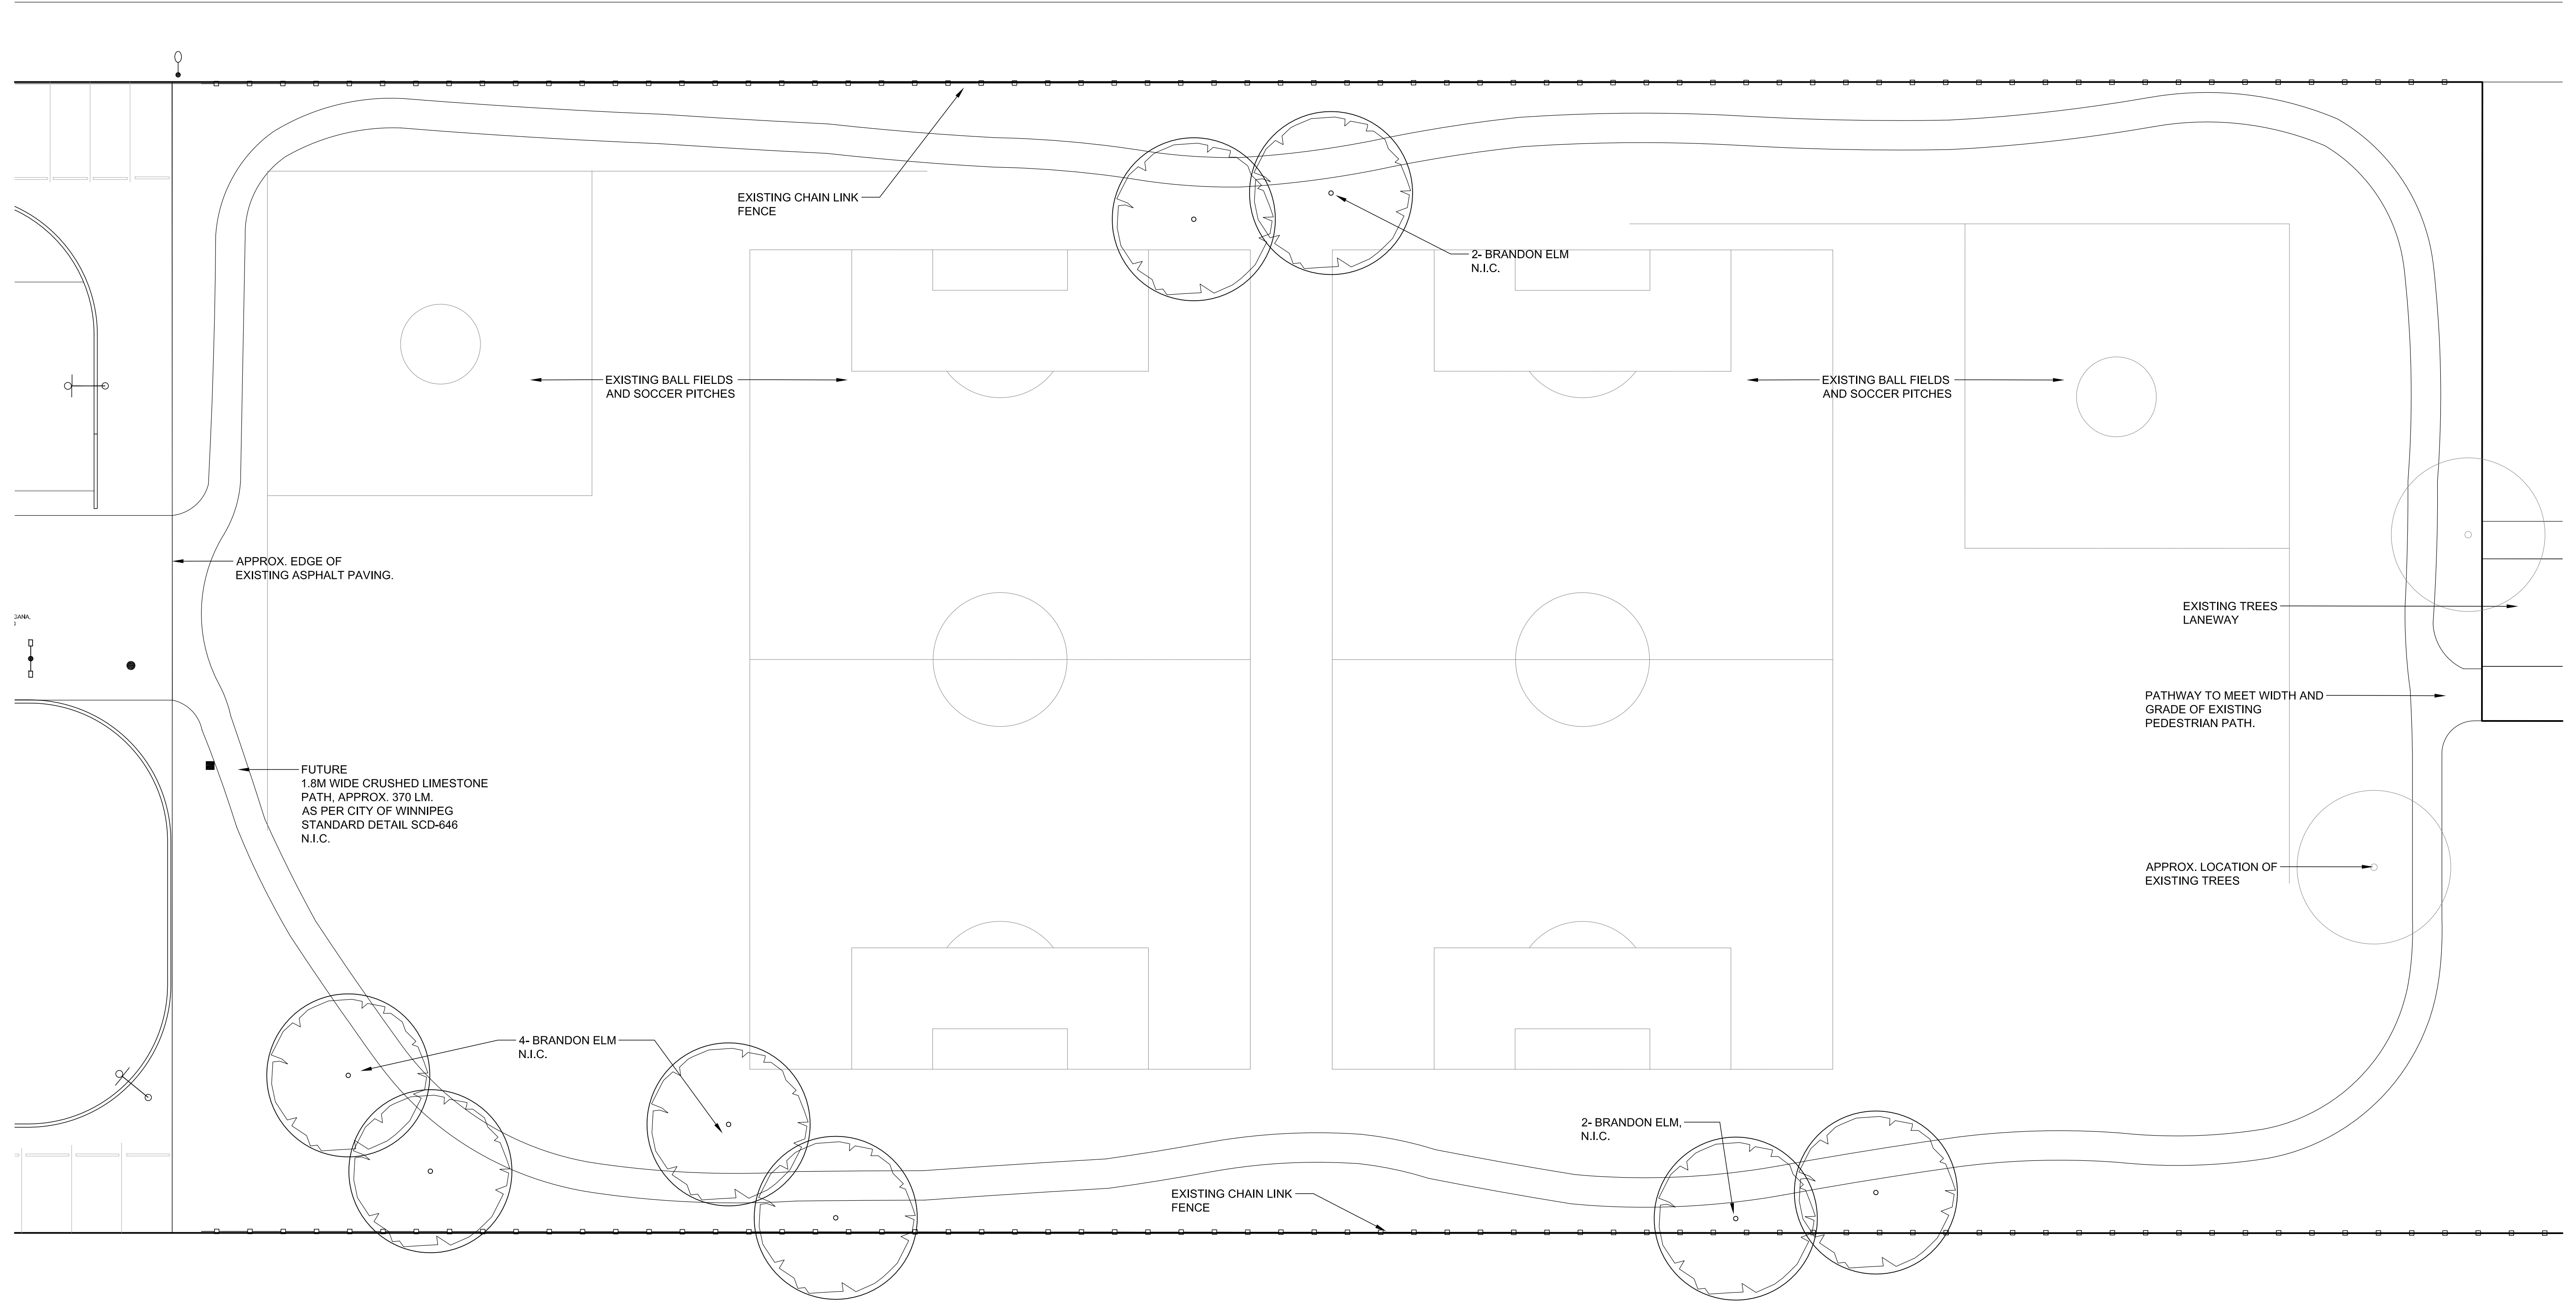 EXISTING CHAIN LINK
FENCE
2- BRANDON ELM
N.I.C.
EXISTING BALL FIELDS
AND SOCCER PITCHES
EXISTING BALL FIELDS
AND SOCCER PITCHES
APPROX. EDGE OF
EXISTING ASPHALT PAVING.
EXISTING TREES
LANEWAY
PATHWAY TO MEET WIDTH AND
GRADE OF EXISTING
PEDESTRIAN PATH.
FUTURE
1.8M WIDE CRUSHED LIMESTONE
PATH, APPROX. 370 LM.
AS PER CITY OF WINNIPEG
STANDARD DETAIL SCD-646
N.I.C.
APPROX. LOCATION OF
EXISTING TREES
4- BRANDON ELM
N.I.C.
2- BRANDON ELM,
N.I.C.
EXISTING CHAIN LINK
FENCE